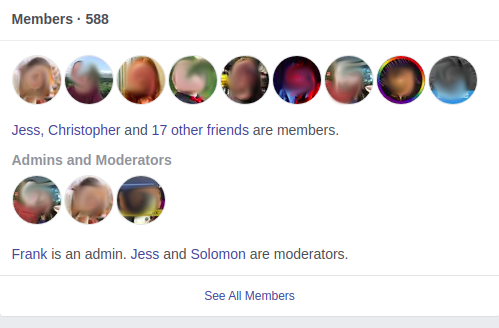 Members · 588
Jess, Christopher and 17 other friends are members.
Admins and Moderators
Frank is an admin. Jess and Solomon are moderators.
See All Members